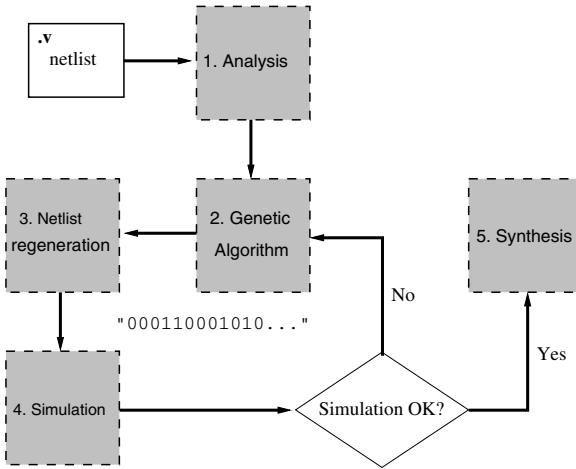 .v
netlist
1. Analysis
3. Netlist
regeneration
2. Genetic
Algorithm
5. Synthesis
No
"000110001010..."
Yes
4. Simulation
Simulation OK?